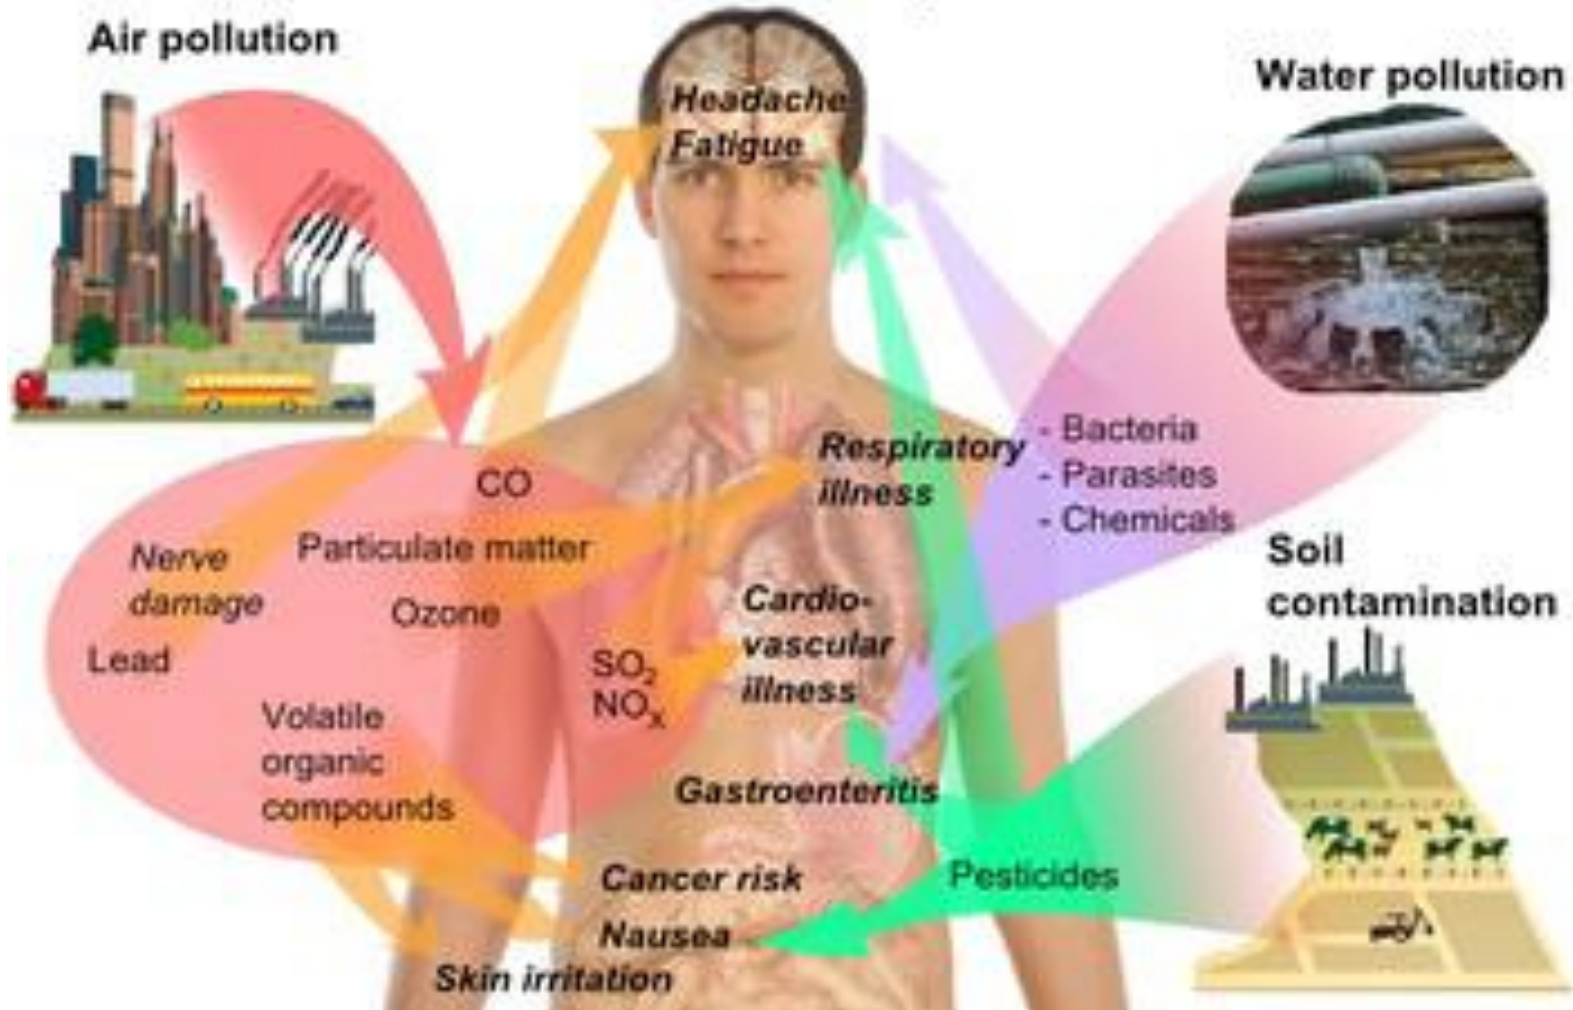 Air pollution
Water pollution
Headache
Fatigue
Respiratory
illness
- Bacteria
- Parasites
- Chemicals
CO
Particulate matter
Nerve
damage
Ozone
Lead
SO₂
NOₓ
Cardio-
vascular
illness
Soil
contamination
Volatile
organic
compounds
Gastroenteritis
Cancer risk
Pesticides
Nausea
Skin irritation